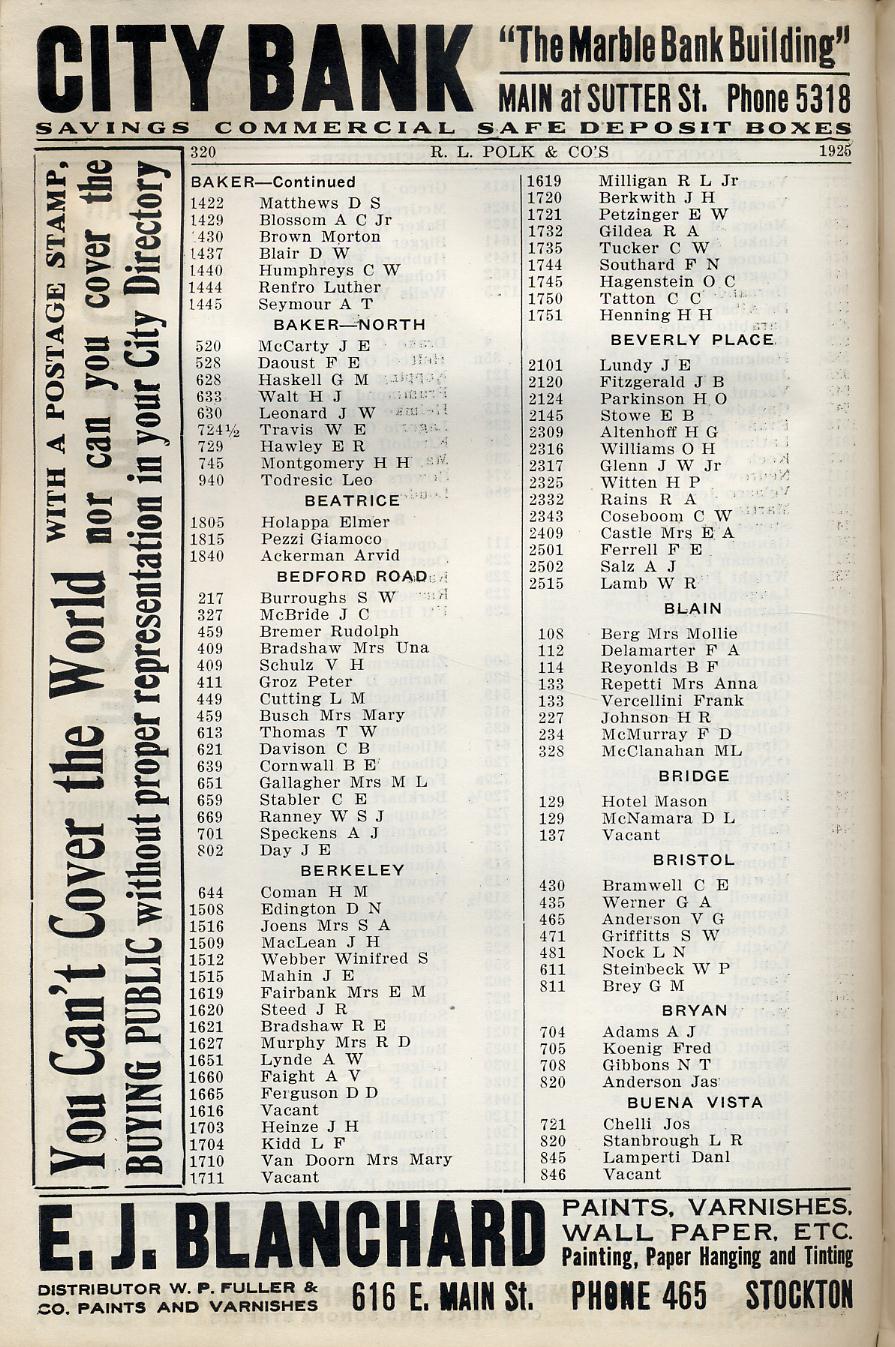 CITY BANK
"The Marble Bank Building"
MAIN at SUTTER St. Phone 5318
SAVINGS COMMERCIAL SAFE DEPOSIT BOXES
You Can't Cover the World WITH A POSTAGE STAMP, nor can you cover the
BUYING PUBLIC without proper representation in your City Directory
320 R. L. POLK & CO'S 1925
BAKER—Continued
1422 Matthews D S
1429 Blossom A C Jr
1430 Brown Morton
1437 Blair D W
1440 Humphreys C W
1444 Renfro Luther
1445 Seymour A T
BAKER—NORTH
520 McCarty J E
528 Daoust F E
628 Haskell G M
633 Walt H J
630 Leonard J W
724½ Travis W E
729 Hawley E R
745 Montgomery H H
940 Todresic Leo
BEATRICE
1805 Holappa Elmer
1815 Pezzi Giamoco
1840 Ackerman Arvid
BEDFORD ROAD
217 Burroughs S W
327 McBride J C
459 Bremer Rudolph
409 Bradshaw Mrs Una
409 Schulz V H
411 Groz Peter
449 Cutting L M
459 Busch Mrs Mary
613 Thomas T W
621 Davison C B
639 Cornwall B E
651 Gallagher Mrs M L
659 Stabler C E
669 Ranney W S J
701 Speckens A J
802 Day J E
BERKELEY
644 Coman H M
1508 Edington D N
1516 Joens Mrs S A
1509 MacLean J H
1512 Webber Winifred S
1515 Mahin J E
1619 Fairbank Mrs E M
1620 Steed J R
1621 Bradshaw R E
1627 Murphy Mrs R D
1651 Lynde A W
1660 Faight A V
1665 Ferguson D D
1616 Vacant
1703 Heinze J H
1704 Kidd L F
1710 Van Doorn Mrs Mary
1711 Vacant
1619 Milligan R L Jr
1720 Berkwith J H
1721 Petzinger E W
1732 Gildea R A
1735 Tucker C W
1744 Southard F N
1745 Hagenstein O C
1750 Tatton C C
1751 Henning H H
BEVERLY PLACE
2101 Lundy J E
2120 Fitzgerald J B
2124 Parkinson H O
2145 Stowe E B
2309 Altenhoff H G
2316 Williams O H
2317 Glenn J W Jr
2325 Witten H P
2332 Rains R A
2343 Coseboom C W
2409 Castle Mrs E A
2501 Ferrell F E
2502 Salz A J
2515 Lamb W R
BLAIN
108 Berg Mrs Mollie
112 Delamarter F A
114 Reyonlds B F
133 Repetti Mrs Anna
133 Vercellini Frank
227 Johnson H R
234 McMurray F D
328 McClanahan ML
BRIDGE
129 Hotel Mason
129 McNamara D L
137 Vacant
BRISTOL
430 Bramwell C E
435 Werner G A
465 Anderson V G
471 Griffitts S W
481 Nock L N
611 Steinbeck W P
811 Brey G M
BRYAN
704 Adams A J
705 Koenig Fred
708 Gibbons N T
820 Anderson Jas
BUENA VISTA
721 Chelli Jos
820 Stanbrough L R
845 Lamperti Danl
846 Vacant
E. J. BLANCHARD
PAINTS, VARNISHES,
WALL PAPER, ETC.
Painting, Paper Hanging and Tinting
DISTRIBUTOR W. P. FULLER &
CO. PAINTS AND VARNISHES
616 E. MAIN St. PHONE 465 STOCKTON